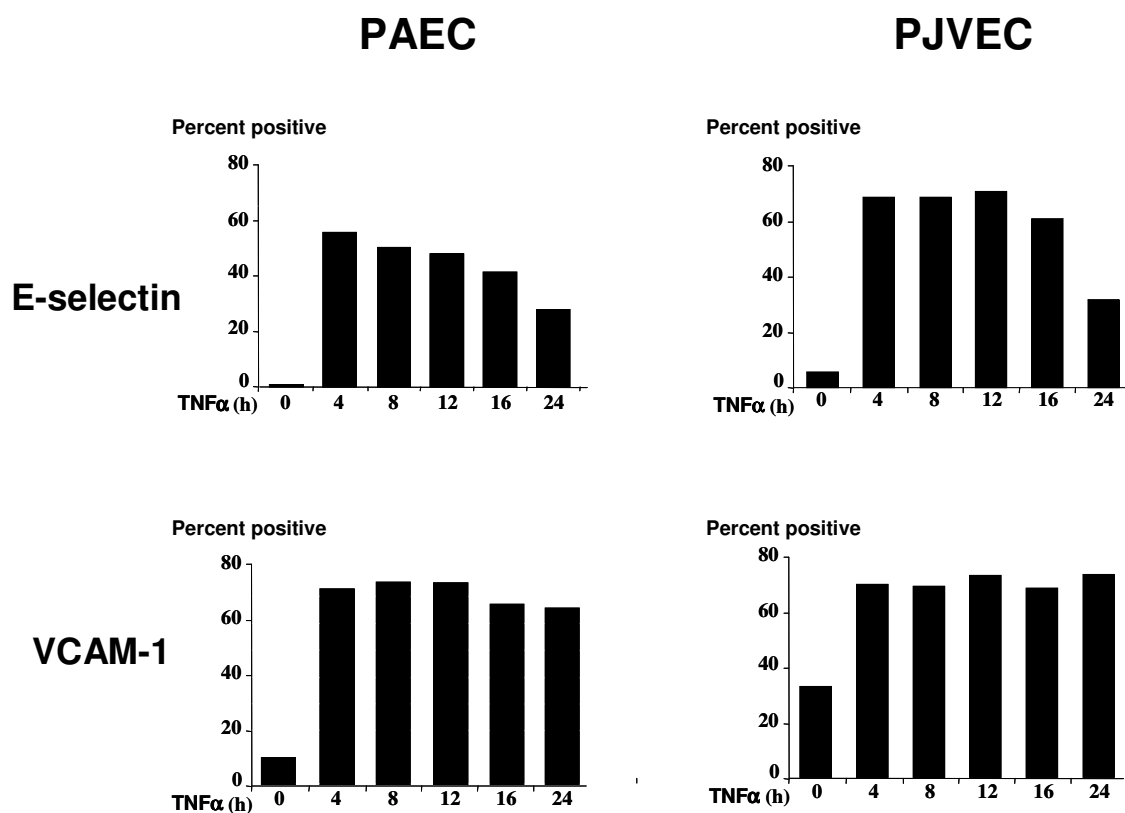 PAEC
PJVEC
Percent positive
Percent positive
80
60
40
20
0
80
60
40
20
0
E-selectin
TNFα (h) 0 4 8 12 16 24
TNFα (h) 0 4 8 12 16 24
Percent positive
Percent positive
80
60
40
20
0
80
60
40
20
0
VCAM-1
TNFα (h) 0 4 8 12 16 24
TNFα (h) 0 4 8 12 16 24